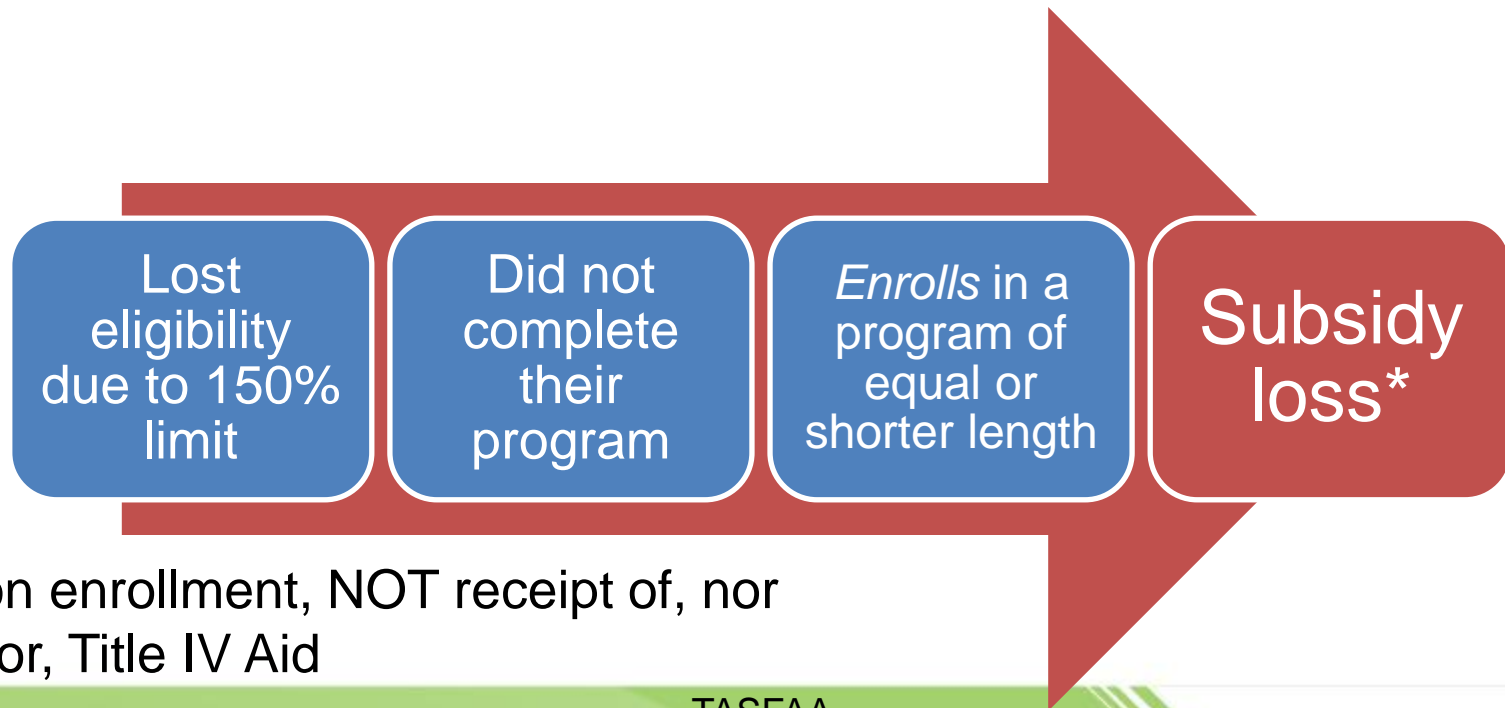 Lost
eligibility
due to 150%
limit
Did not
complete
their
program
Enrolls in a
program of
equal or
shorter length
Subsidy
loss*
on enrollment, NOT receipt of, nor
or, Title IV Aid
TASFAA